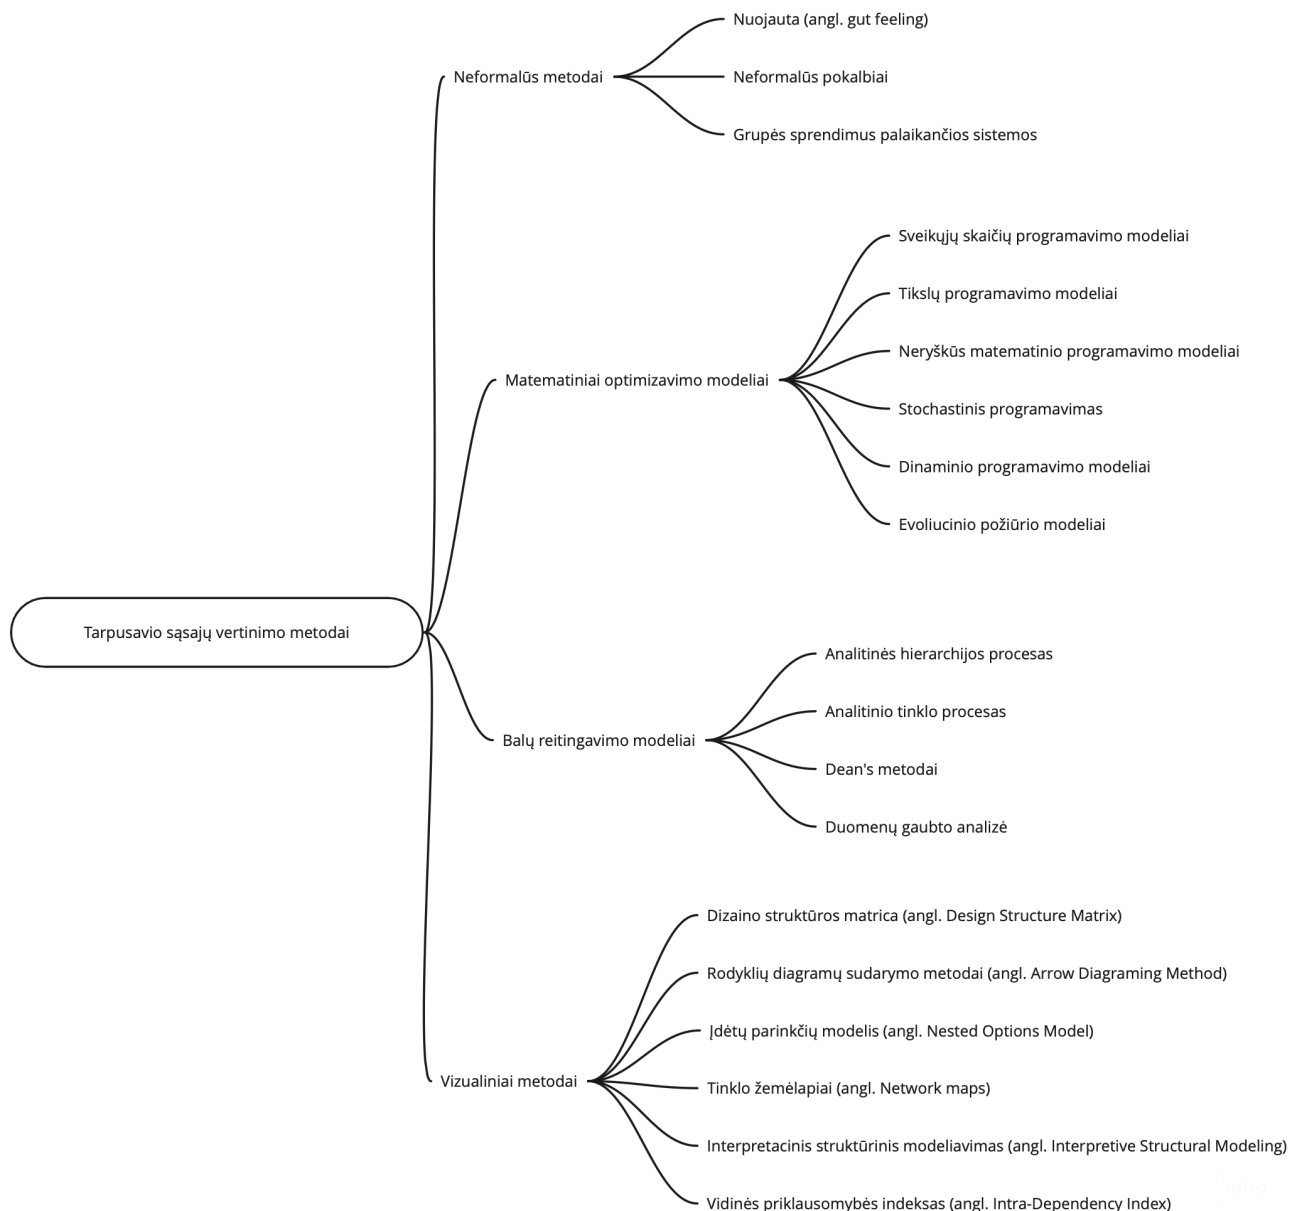 Tarpusavio sąsajų vertinimo metodai
Neformalūs metodai
Nuojauta (angl. gut feeling)
Neformalūs pokalbiai
Grupės sprendimus palaikančios sistemos
Matematiniai optimizavimo modeliai
Sveikųjų skaičių programavimo modeliai
Tikslų programavimo modeliai
Neryškūs matematinio programavimo modeliai
Stochastinis programavimas
Dinaminio programavimo modeliai
Evoliucinio požiūrio modeliai
Balų reitingavimo modeliai
Analitinės hierarchijos procesas
Analitinio tinklo procesas
Dean's metodai
Duomenų gaubto analizė
Vizualiniai metodai
Dizaino struktūros matrica (angl. Design Structure Matrix)
Rodyklių diagramų sudarymo metodai (angl. Arrow Diagraming Method)
Įdėtų parinkčių modelis (angl. Nested Options Model)
Tinklo žemėlapiai (angl. Network maps)
Interpretacinis struktūrinis modeliavimas (angl. Interpretive Structural Modeling)
Vidinės priklausomybės indeksas (angl. Intra-Dependency Index)